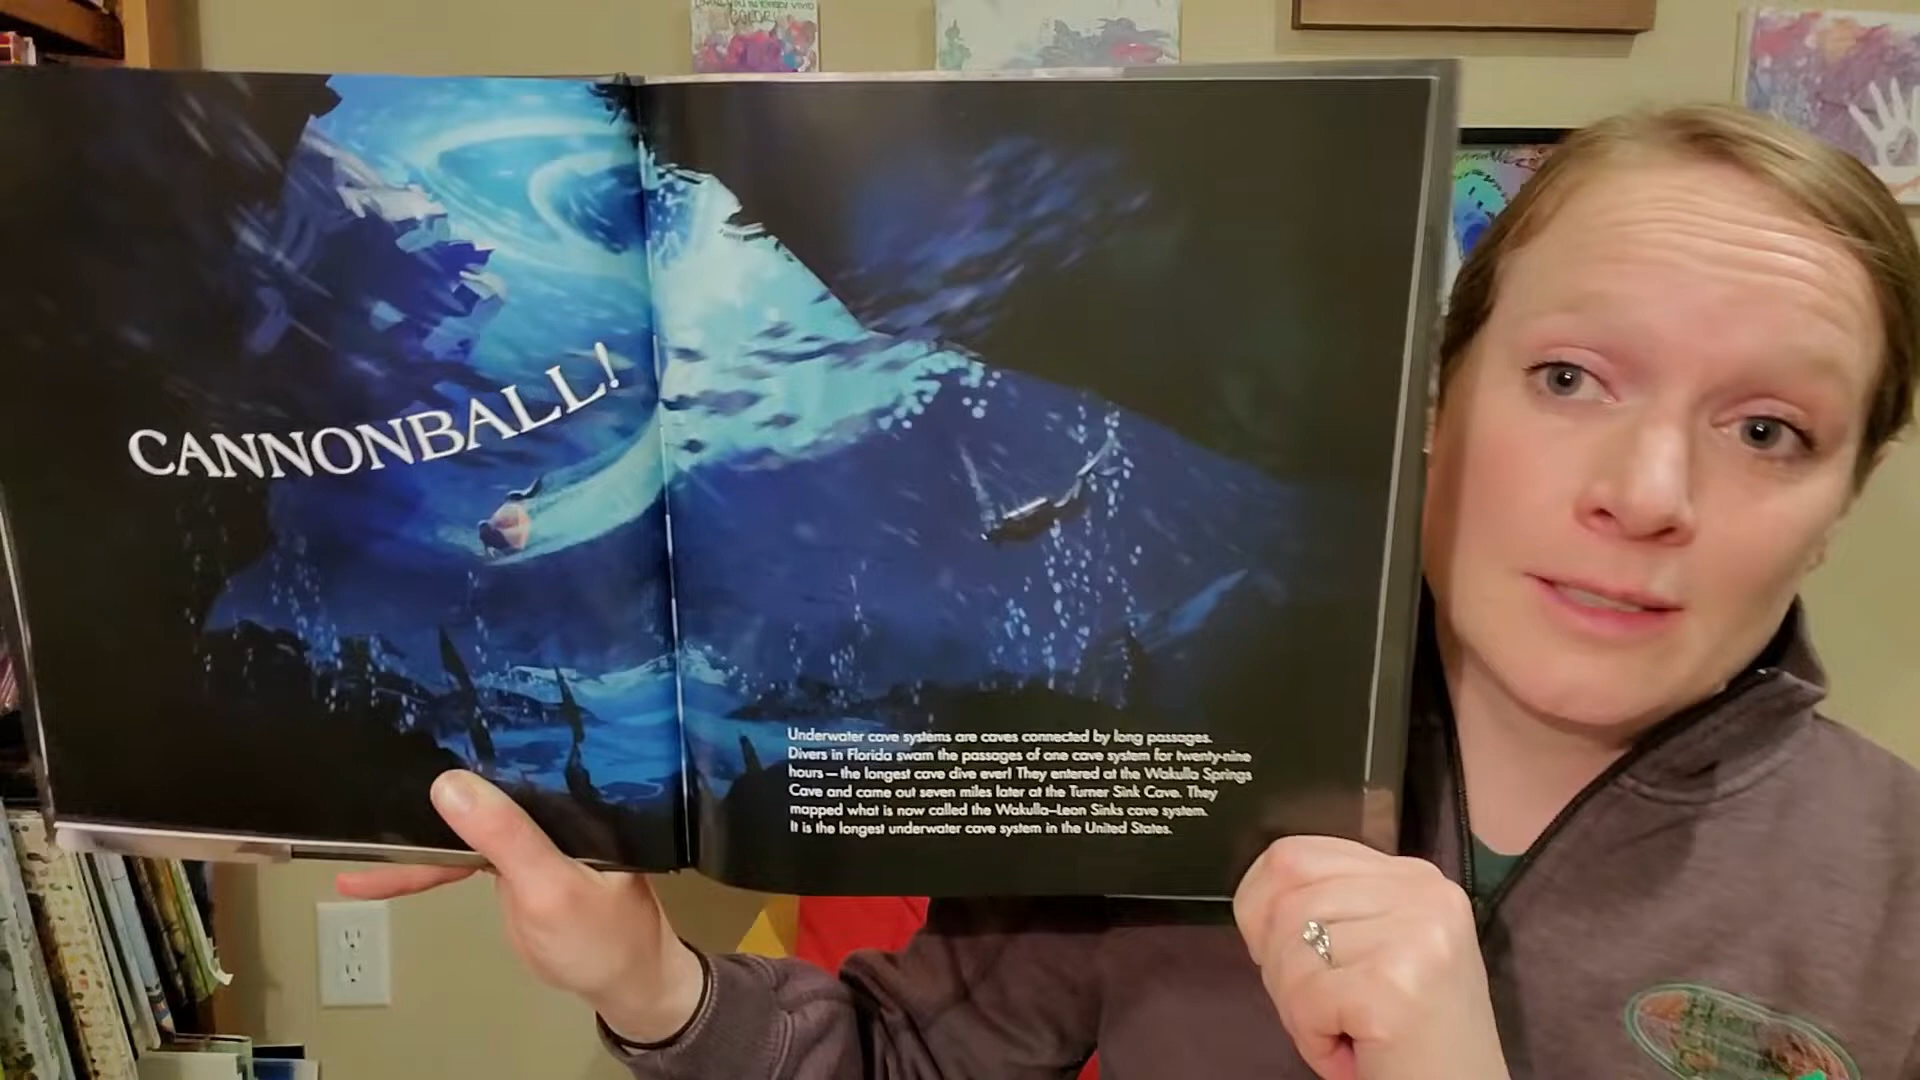 COLOR!
CANNONBALL!
Underwater cave systems are caves connected by long passages.
Divers in Florida swam the passages of one cave system for twenty-nine
hours — the longest cave dive ever! They entered at the Wakulla Springs
Cave and came out seven miles later at the Turner Sink Cave. They
mapped what is now called the Wakulla–Leon Sinks cave system.
It is the longest underwater cave system in the United States.